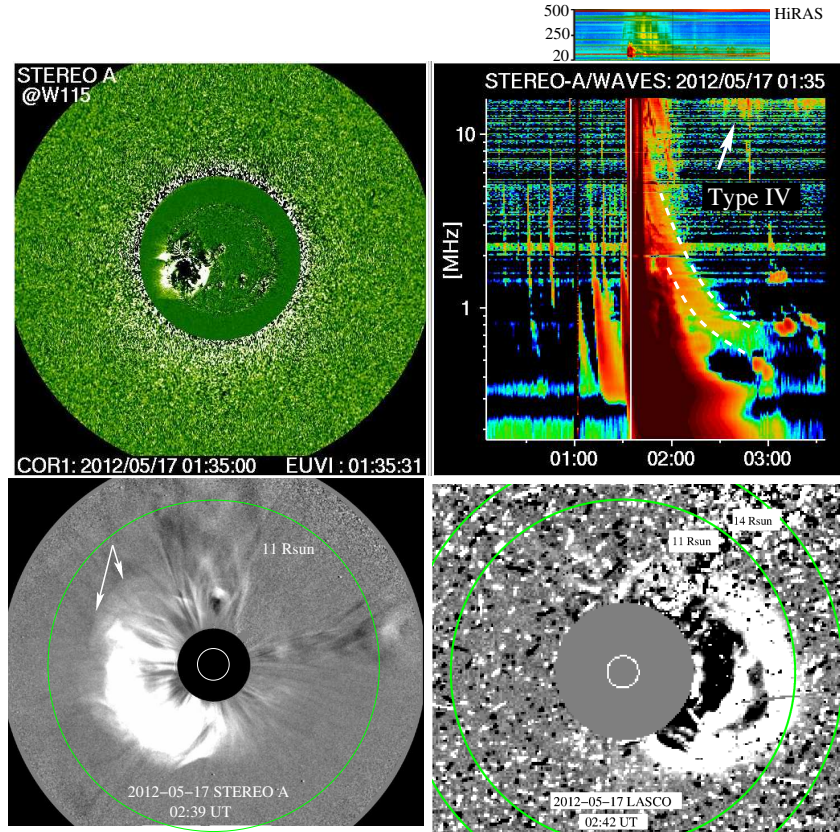 500
250
20
HiRAS
STEREO A
@W115
COR1: 2012/05/17 01:35:00
EUVI : 01:35:31
STEREO-A/WAVES: 2012/05/17 01:35
10
1
[MHz]
Type IV
01:00
02:00
03:00
11 Rsun
2012−05−17 STEREO A
02:39 UT
14 Rsun
11 Rsun
2012−05−17 LASCO
02:42 UT